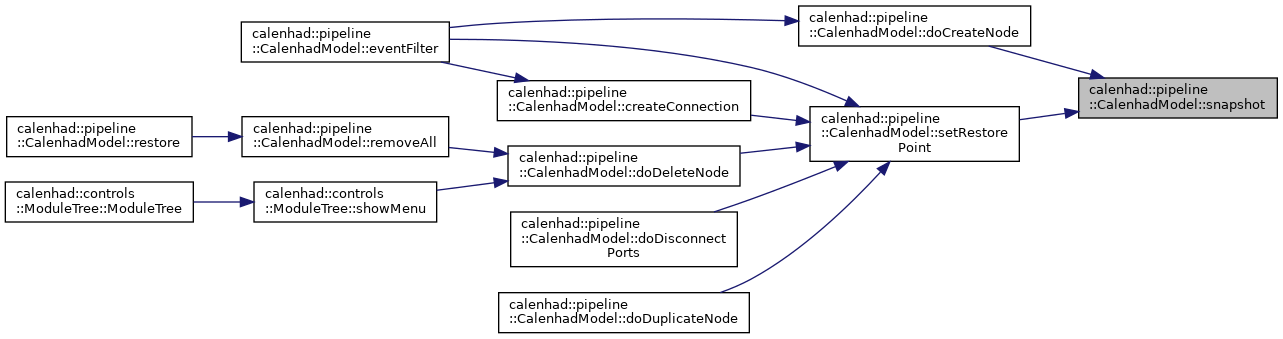 calenhad::pipeline
::CalenhadModel::doCreateNode
calenhad::pipeline
::CalenhadModel::eventFilter
calenhad::pipeline
::CalenhadModel::snapshot
calenhad::pipeline
::CalenhadModel::createConnection
calenhad::pipeline
::CalenhadModel::setRestore
Point
calenhad::pipeline
::CalenhadModel::restore
calenhad::pipeline
::CalenhadModel::removeAll
calenhad::pipeline
::CalenhadModel::doDeleteNode
calenhad::controls
::ModuleTree::ModuleTree
calenhad::controls
::ModuleTree::showMenu
calenhad::pipeline
::CalenhadModel::doDisconnect
Ports
calenhad::pipeline
::CalenhadModel::doDuplicateNode